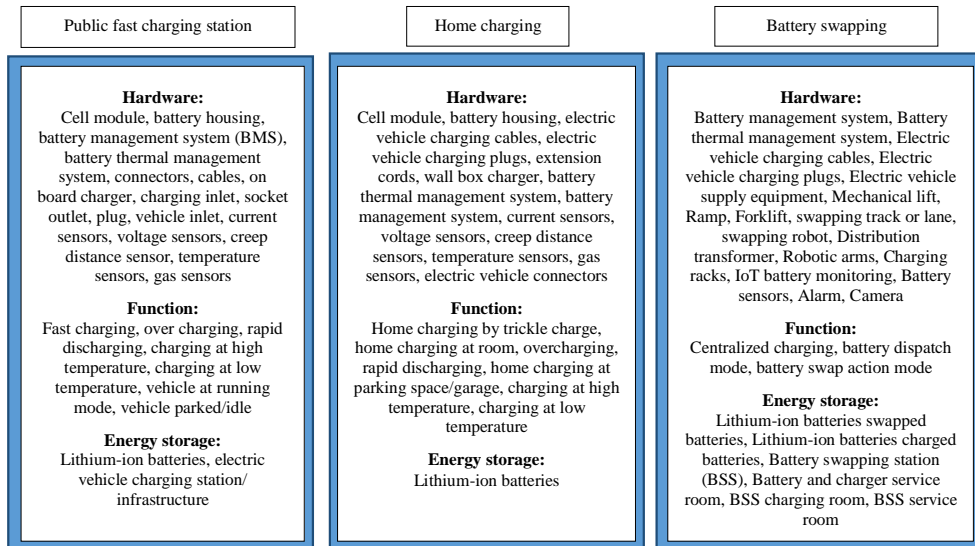 Public fast charging station
Hardware:
Cell module, battery housing,
battery management system (BMS),
battery thermal management
system, connectors, cables, on
board charger, charging inlet, socket
outlet, plug, vehicle inlet, current
sensors, voltage sensors, creep
distance sensor, temperature
sensors, gas sensors
Function:
Fast charging, over charging, rapid
discharging, charging at high
temperature, charging at low
temperature, vehicle at running
mode, vehicle parked/idle
Energy storage:
Lithium-ion batteries, electric
vehicle charging station/
infrastructure
Home charging
Hardware:
Cell module, battery housing, electric
vehicle charging cables, electric
vehicle charging plugs, extension
cords, wall box charger, battery
thermal management system, battery
management system, current sensors,
voltage sensors, creep distance
sensors, temperature sensors, gas
sensors, electric vehicle connectors
Function:
Home charging by trickle charge,
home charging at room, overcharging,
rapid discharging, home charging at
parking space/garage, charging at high
temperature, charging at low
temperature
Energy storage:
Lithium-ion batteries
Battery swapping
Hardware:
Battery management system, Battery
thermal management system, Electric
vehicle charging cables, Electric
vehicle charging plugs, Electric vehicle
supply equipment, Mechanical lift,
Ramp, Forklift, swapping track or lane,
swapping robot, Distribution
transformer, Robotic arms, Charging
racks, IoT battery monitoring, Battery
sensors, Alarm, Camera
Function:
Centralized charging, battery dispatch
mode, battery swap action mode
Energy storage:
Lithium-ion batteries swapped
batteries, Lithium-ion batteries charged
batteries, Battery swapping station
(BSS), Battery and charger service
room, BSS charging room, BSS service
room